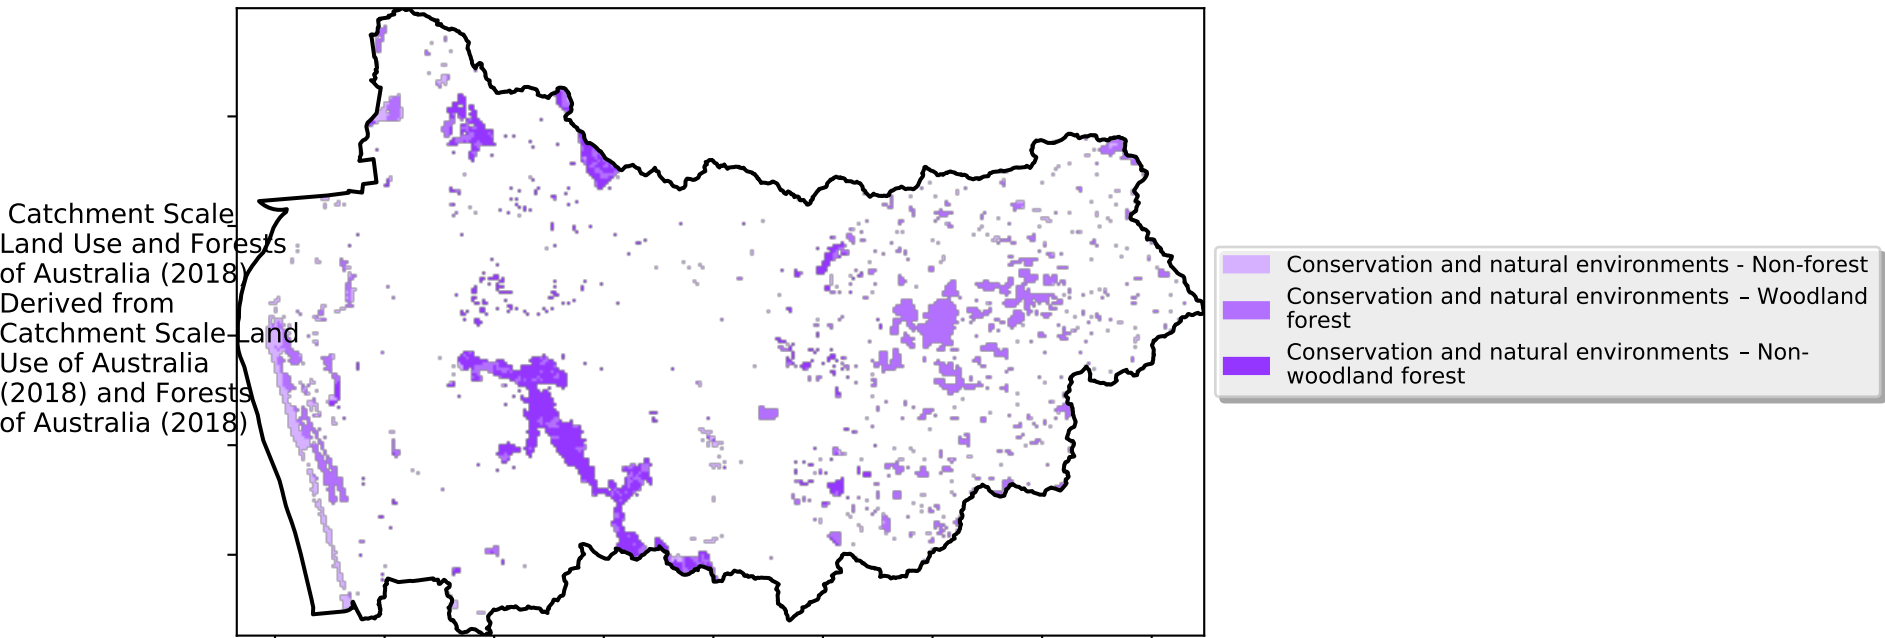 Catchment Scale
Land Use and Forests
of Australia (2018)
Derived from
Catchment Scale Land
Use of Australia
(2018) and Forests
of Australia (2018)
Conservation and natural environments - Non-forest
Conservation and natural environments – Woodland
forest
Conservation and natural environments – Non-
woodland forest